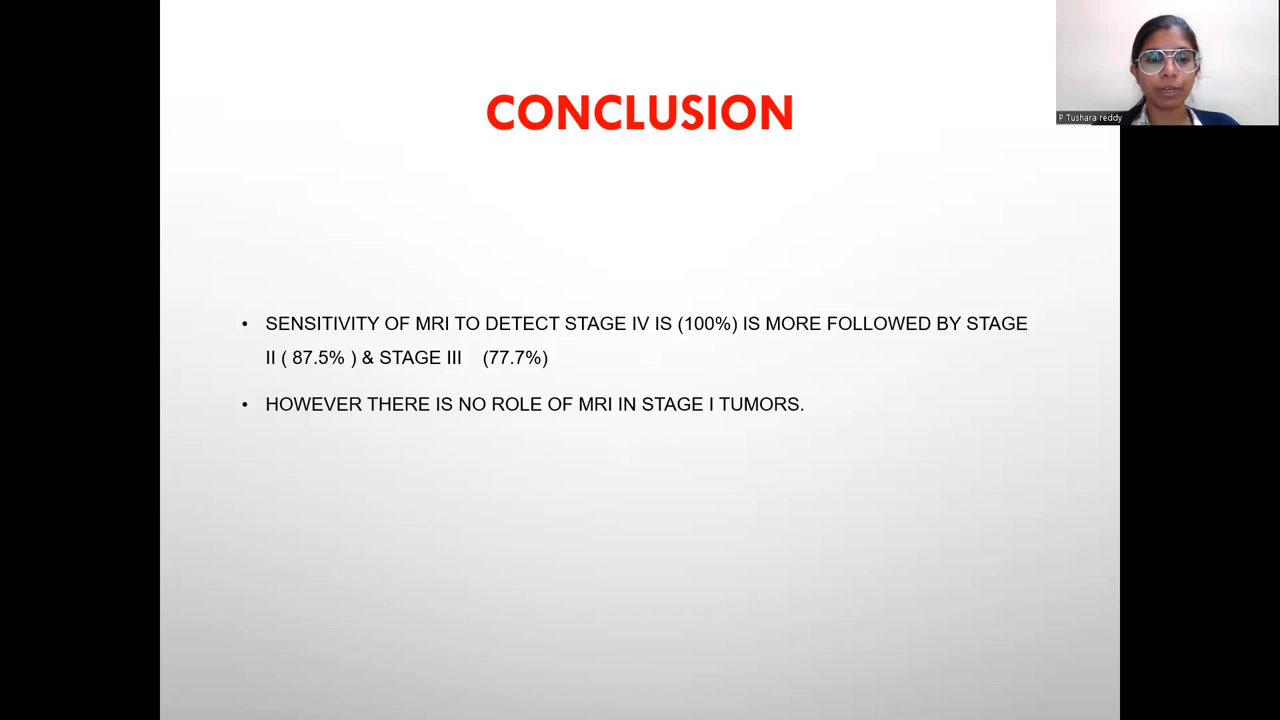 CONCLUSION
P Tushara reddy
• SENSITIVITY OF MRI TO DETECT STAGE IV IS (100%) IS MORE FOLLOWED BY STAGE
II ( 87.5% ) & STAGE III (77.7%)
• HOWEVER THERE IS NO ROLE OF MRI IN STAGE I TUMORS.